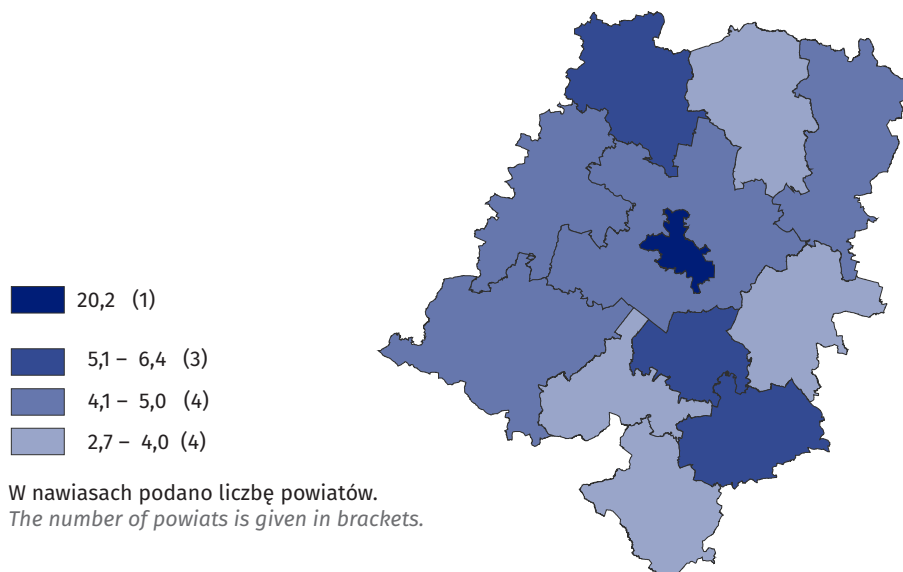 20,2 (1)
5,1 – 6,4 (3)
4,1 – 5,0 (4)
2,7 – 4,0 (4)
W nawiasach podano liczbę powiatów.
The number of powiats is given in brackets.